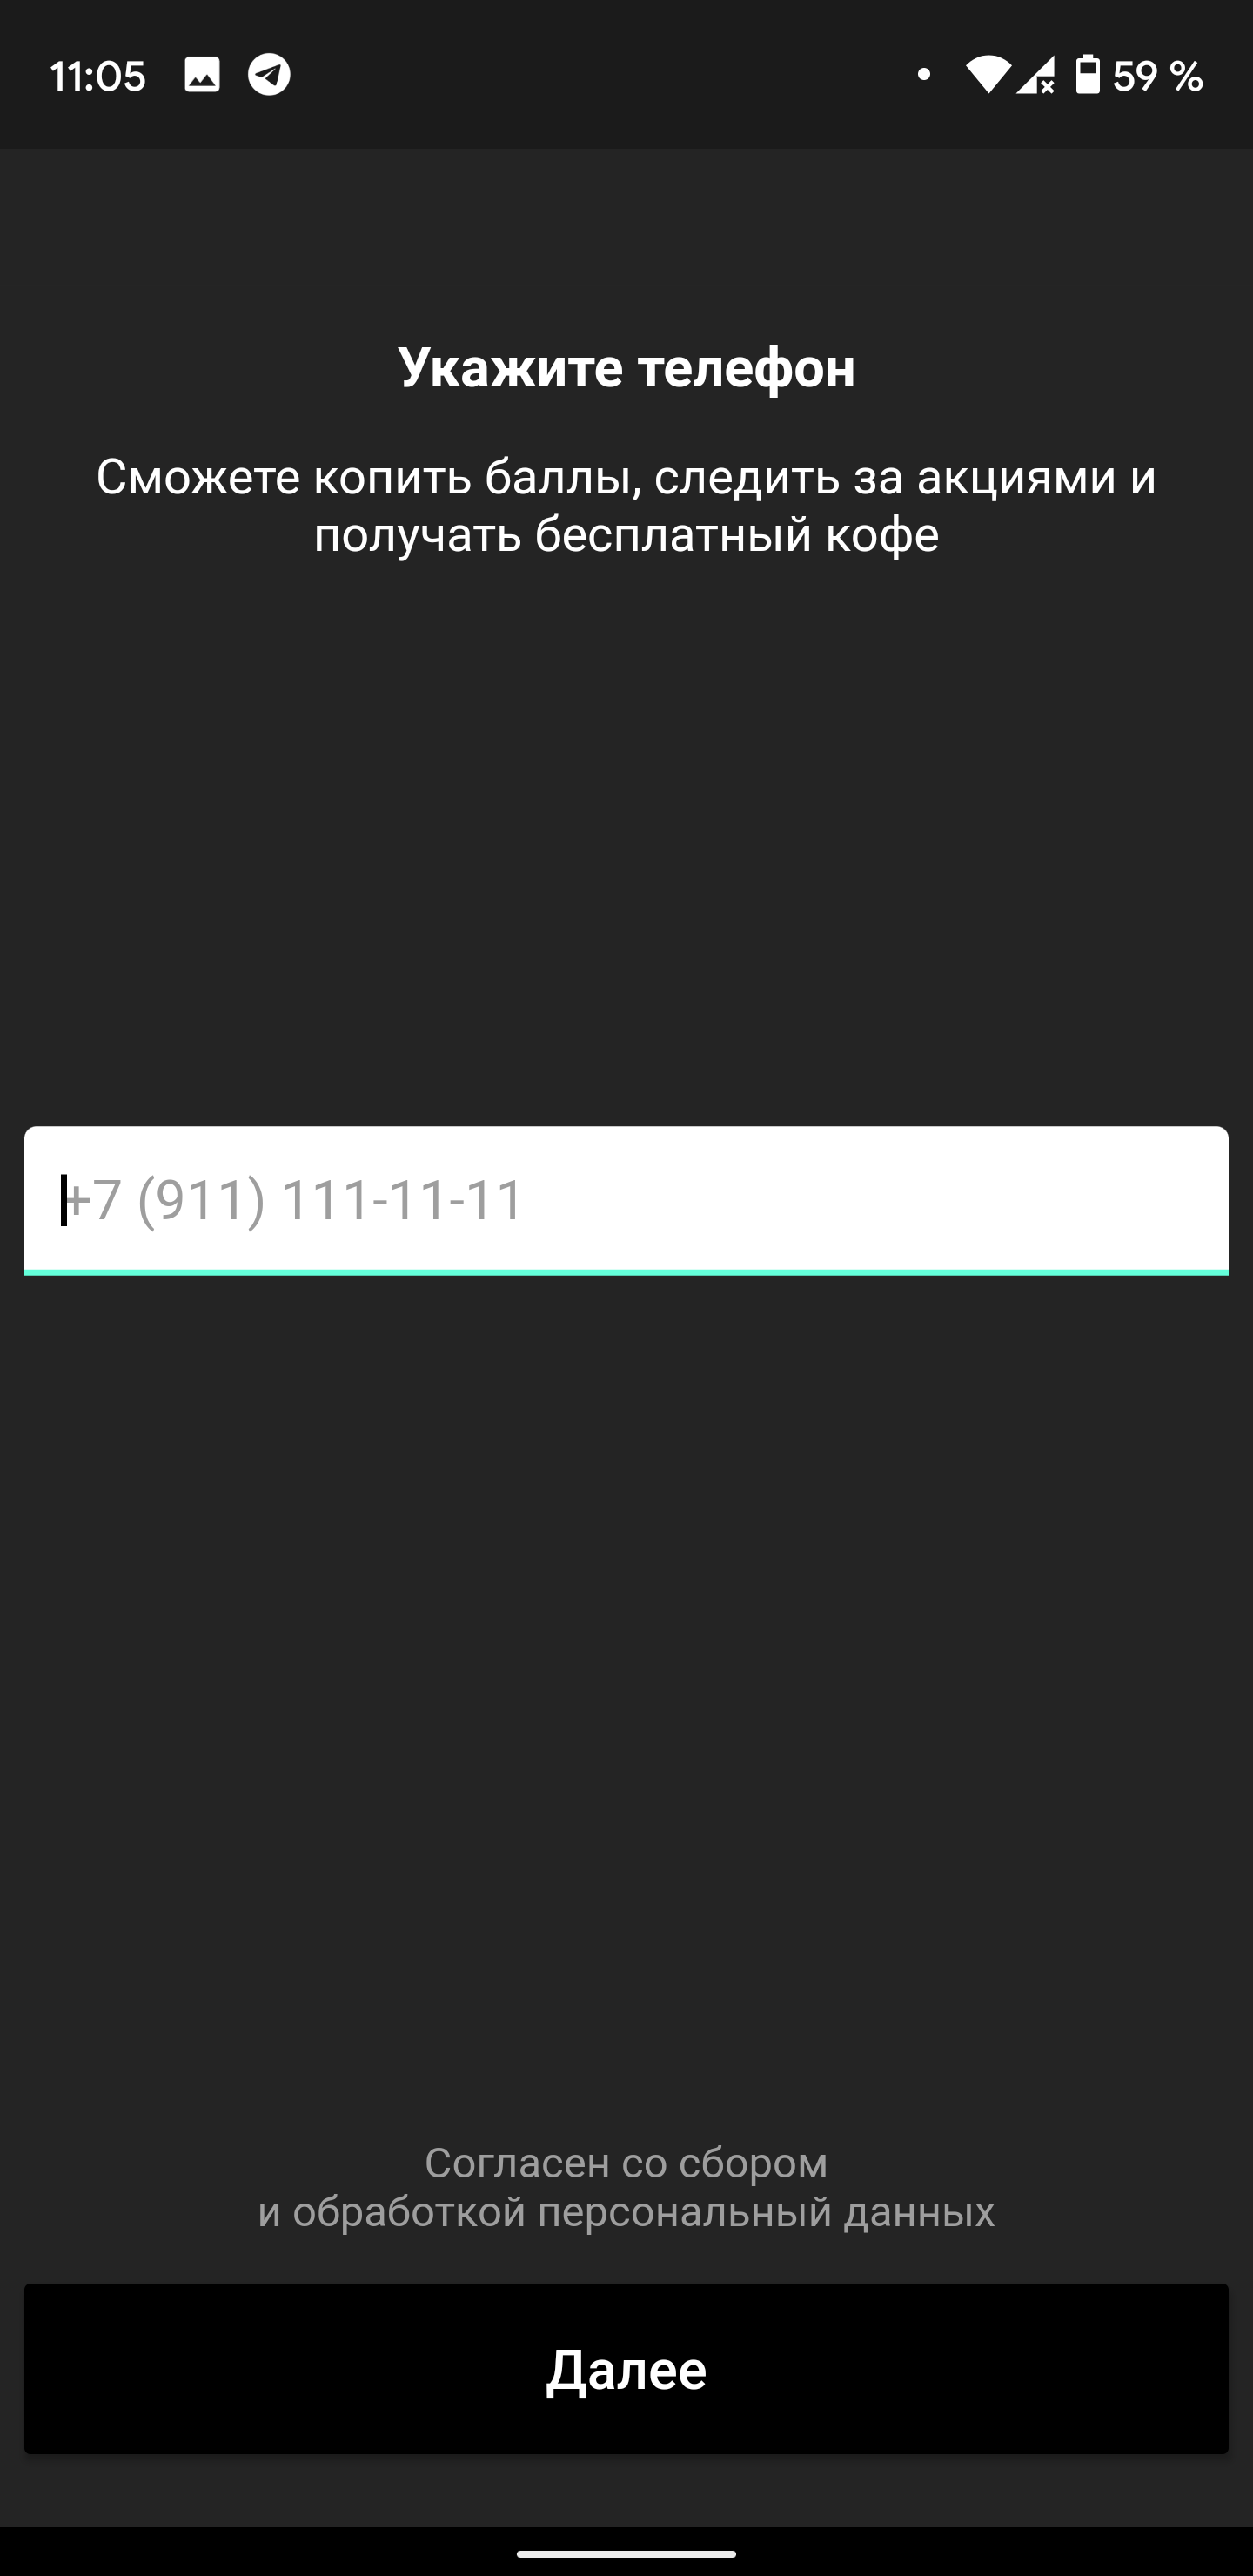 11:05
59 %
Укажите телефон
Сможете копить баллы, следить за акциями и
получать бесплатный кофе
+7 (911) 111-11-11
Согласен со сбором
и обработкой персональный данных
Далее